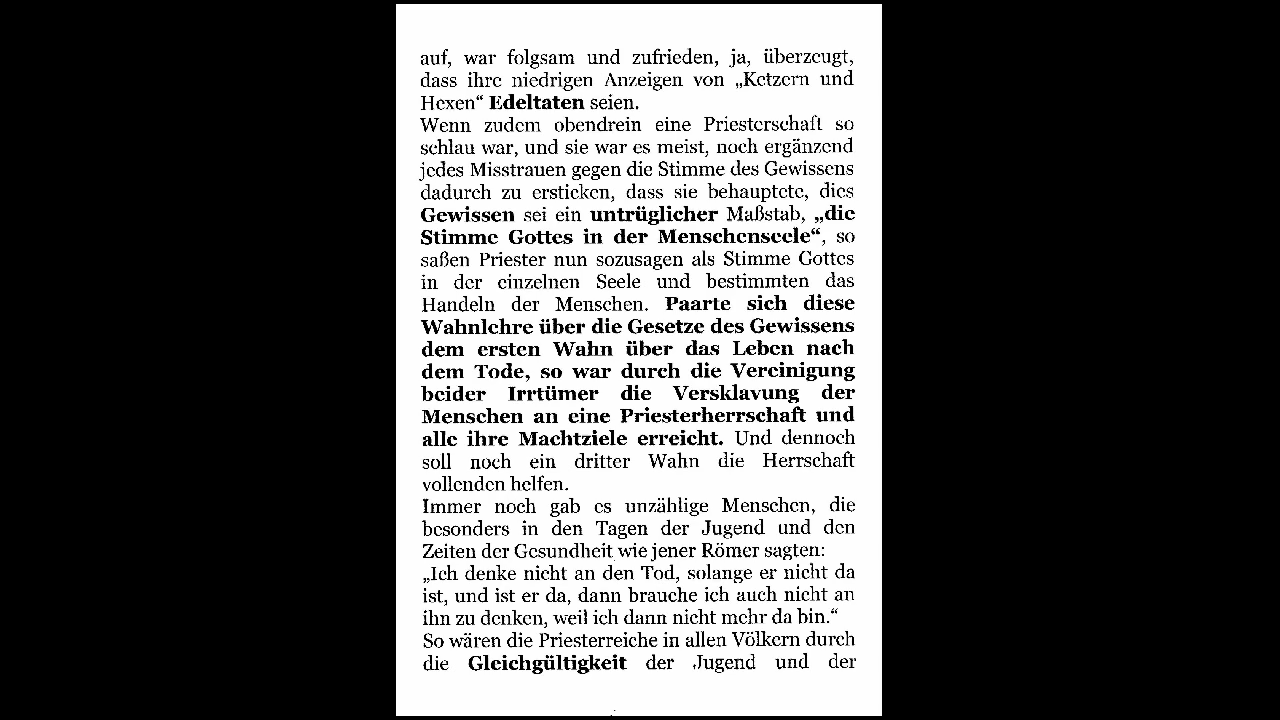 auf, war folgsam und zufrieden, ja, überzeugt,
dass ihre niedrigen Anzeigen von „Ketzern und
Hexen“ Edeltaten seien.
Wenn zudem obendrein eine Priesterschaft so
schlau war, und sie war es meist, noch ergänzend
jedes Misstrauen gegen die Stimme des Gewissens
dadurch zu ersticken, dass sie behauptete, dies
Gewissen sei ein untrüglicher Maßstab, „die
Stimme Gottes in der Menschenseele“, so
saßen Priester nun sozusagen als Stimme Gottes
in der einzelnen Seele und bestimmten das
Handeln der Menschen. Paarte sich diese
Wahnlehre über die Gesetze des Gewissens
dem ersten Wahn über das Leben nach
dem Tode, so war durch die Vereinigung
beider Irrtümer die Versklavung der
Menschen an eine Priesterherrschaft und
alle ihre Machtziele erreicht. Und dennoch
soll noch ein dritter Wahn die Herrschaft
vollenden helfen.
Immer noch gab es unzählige Menschen, die
besonders in den Tagen der Jugend und den
Zeiten der Gesundheit wie jener Römer sagten:
„Ich denke nicht an den Tod, solange er nicht da
ist, und ist er da, dann brauche ich auch nicht an
ihn zu denken, weil ich dann nicht mehr da bin.“
So wären die Priesterreiche in allen Völkern durch
die Gleichgültigkeit der Jugend und der